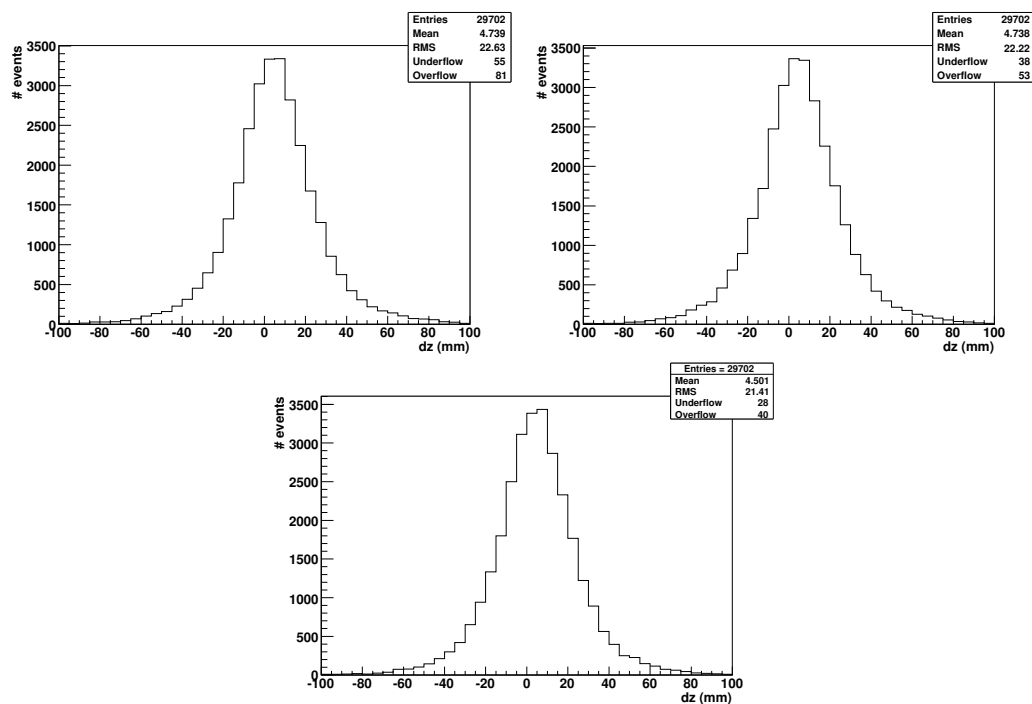 Entries 29702
Mean 4.739
RMS 22.63
Underflow 55
Overflow 81
# events
3500
3000
2500
2000
1500
1000
500
0
-100 -80 -60 -40 -20 0 20 40 60 80 100
dz (mm)
Entries 29702
Mean 4.738
RMS 22.22
Underflow 38
Overflow 53
# events
3500
3000
2500
2000
1500
1000
500
0
-100 -80 -60 -40 -20 0 20 40 60 80 100
dz (mm)
Entries = 29702
Mean 4.501
RMS 21.41
Underflow 28
Overflow 40
# events
3500
3000
2500
2000
1500
1000
500
0
-100 -80 -60 -40 -20 0 20 40 60 80 100
dz (mm)